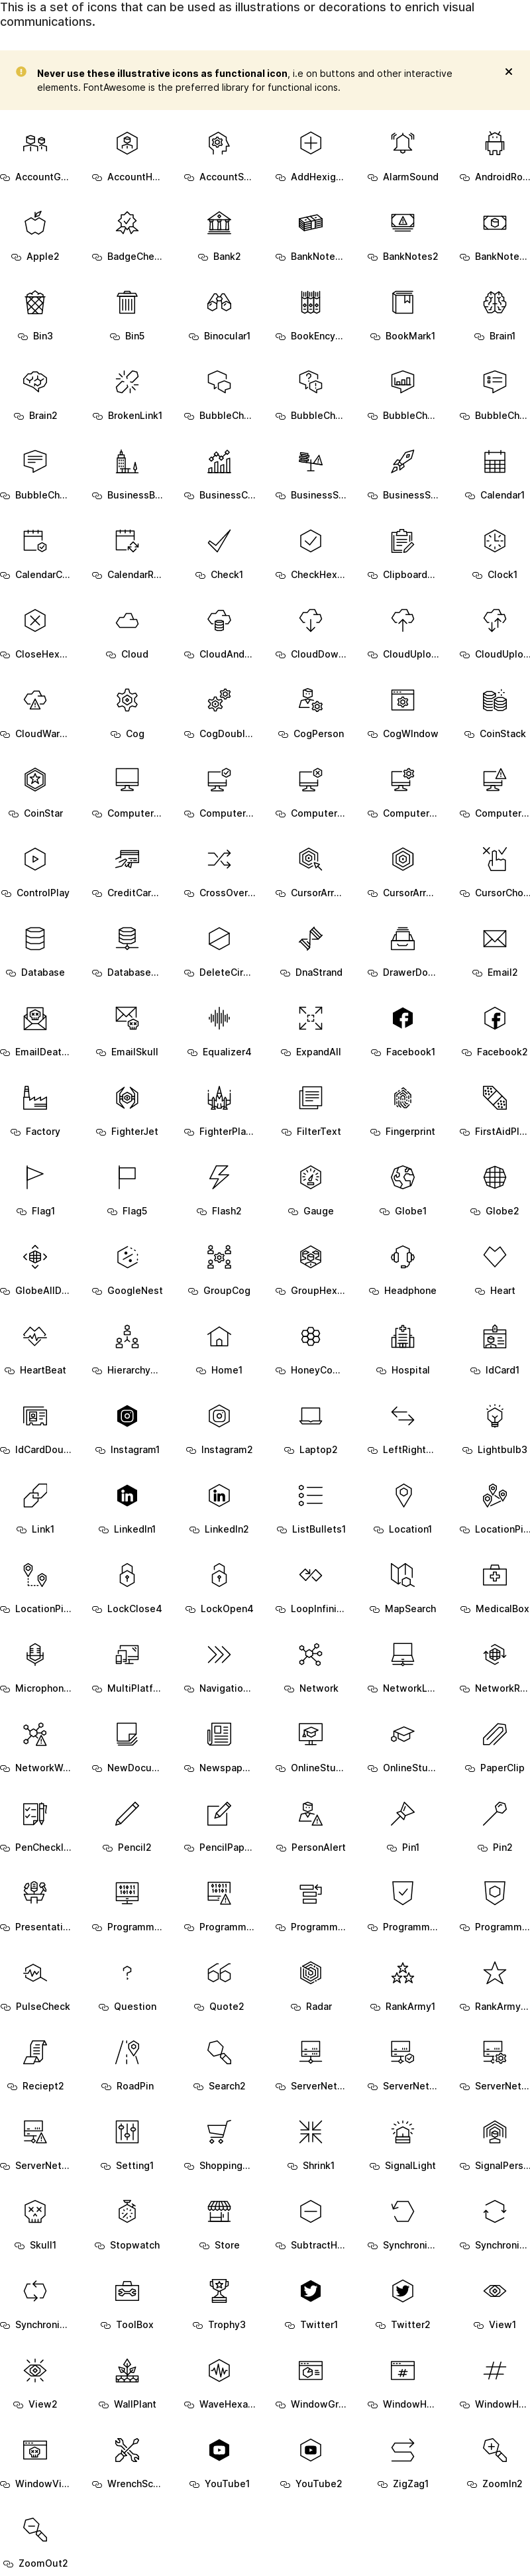 This is a set of icons that can be used as illustrations or decorations to enrich visual
communications.
Never use these illustrative icons as functional icon, i.e on buttons and other interactive
elements. FontAwesome is the preferred library for functional icons.
AccountG... AccountH... AccountS... AddHexig... AlarmSound AndroidRo...
Apple2 BadgeChe... Bank2 BankNote... BankNotes2 BankNote...
Bin3 Bin5 Binocular1 BookEncy... BookMark1 Brain1
Brain2 BrokenLink1 BubbleCh... BubbleCh... BubbleCh... BubbleCh...
BubbleCh... BusinessB... BusinessC... BusinessS... BusinessS... Calendar1
CalendarC... CalendarR... Check1 CheckHex... Clipboard... Clock1
CloseHex... Cloud CloudAnd... CloudDow... CloudUplo... CloudUplo...
CloudWar... Cog CogDoubl... CogPerson CogWIndow CoinStack
CoinStar Computer... Computer... Computer... Computer... Computer...
ControlPlay CreditCar... CrossOver... CursorArr... CursorArr... CursorCho...
Database Database... DeleteCir... DnaStrand DrawerDo... Email2
EmailDeat... EmailSkull Equalizer4 ExpandAll Facebook1 Facebook2
Factory FighterJet FighterPla... FilterText Fingerprint FirstAidPl...
Flag1 Flag5 Flash2 Gauge Globe1 Globe2
GlobeAllD... GoogleNest GroupCog GroupHex... Headphone Heart
HeartBeat Hierarchy... Home1 HoneyCo... Hospital IdCard1
IdCardDou... Instagram1 Instagram2 Laptop2 LeftRight... Lightbulb3
Link1 LinkedIn1 LinkedIn2 ListBullets1 Location1 LocationPi...
LocationPi... LockClose4 LockOpen4 LoopInfini... MapSearch MedicalBox
Microphon... MultiPlatf... Navigatio... Network NetworkL... NetworkR...
NetworkW... NewDocu... Newspap... OnlineStu... OnlineStu... PaperClip
PenCheckl... Pencil2 PencilPap... PersonAlert Pin1 Pin2
Presentati... Programm... Programm... Programm... Programm... Programm...
PulseCheck Question Quote2 Radar RankArmy1 RankArmy...
Reciept2 RoadPin Search2 ServerNet... ServerNet... ServerNet...
ServerNet... Setting1 Shopping... Shrink1 SignalLight SignalPers...
Skull1 Stopwatch Store SubtractH... Synchroni... Synchroni...
Synchroni... ToolBox Trophy3 Twitter1 Twitter2 View1
View2 WallPlant WaveHexa... WindowGr... WindowH... WindowH...
WindowVi... WrenchSc... YouTube1 YouTube2 ZigZag1 ZoomIn2
ZoomOut2